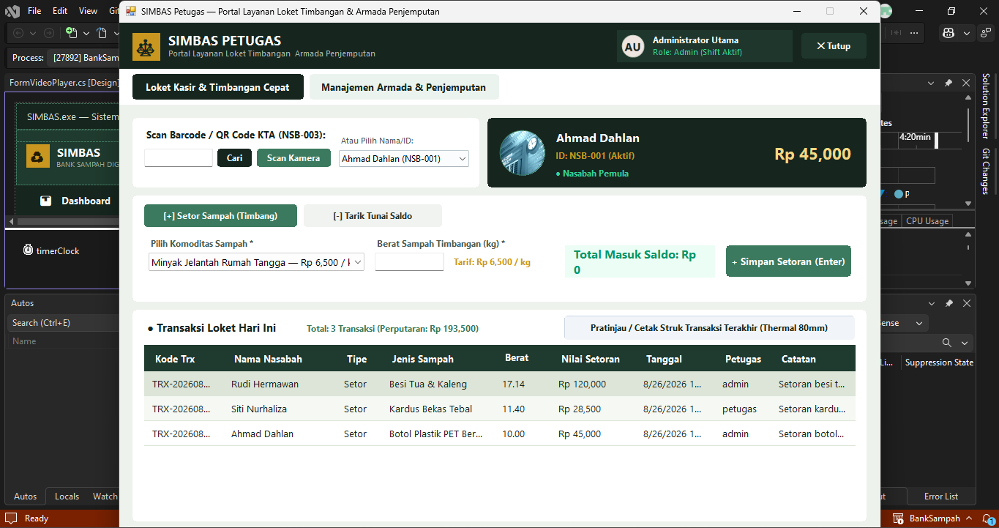 SIMBAS Petugas — Portal Layanan Loket Timbangan & Armada Penjemputan
File Edit View Git
Process: [27892] BankSam
FormVideoPlayer.cs [Design]
SIMBAS.exe — Sistem
SIMBAS
BANK SAMPAH DIG
Dashboard
timerClock
Autos
Search (Ctrl+E)
Name
Autos Locals Watch
Ready
SIMBAS PETUGAS
Portal Layanan Loket Timbangan Armada Penjemputan
AU
Administrator Utama
Role: Admin (Shift Aktif)
Tutup
Loket Kasir & Timbangan Cepat
Manajemen Armada & Penjemputan
Scan Barcode / QR Code KTA (NSB-003):
Cari
Scan Kamera
Atau Pilih Nama/ID:
Ahmad Dahlan (NSB-001)
Ahmad Dahlan
ID: NSB-001 (Aktif)
● Nasabah Pemula
Rp 45,000
[+] Setor Sampah (Timbang)
[-] Tarik Tunai Saldo
Pilih Komoditas Sampah *
Minyak Jelantah Rumah Tangga — Rp 6,500 /
Berat Sampah Timbangan (kg) *
Tarif: Rp 6,500 / kg
Total Masuk Saldo: Rp
0
+ Simpan Setoran (Enter)
● Transaksi Loket Hari Ini
Total: 3 Transaksi (Perputaran: Rp 193,500)
Pratinjau / Cetak Struk Transaksi Terakhir (Thermal 80mm)
Kode Trx Nama Nasabah Tipe Jenis Sampah Berat Nilai Setoran Tanggal Petugas Catatan
TRX-202608... Rudi Hermawan Setor Besi Tua & Kaleng 17.14 Rp 120,000 8/26/2026 1... admin Setoran besi t...
TRX-202608... Siti Nurhaliza Setor Kardus Bekas Tebal 11.40 Rp 28,500 8/26/2026 1... petugas Setoran kardu...
TRX-202608... Ahmad Dahlan Setor Botol Plastik PET Ber... 10.00 Rp 45,000 8/26/2026 1... admin Setoran botol...
tes
4:20min
P
sage CPU Usage
Solution Explorer
Git Changes
ense
Li... Suppression State
ut Error List
BankSampah
1